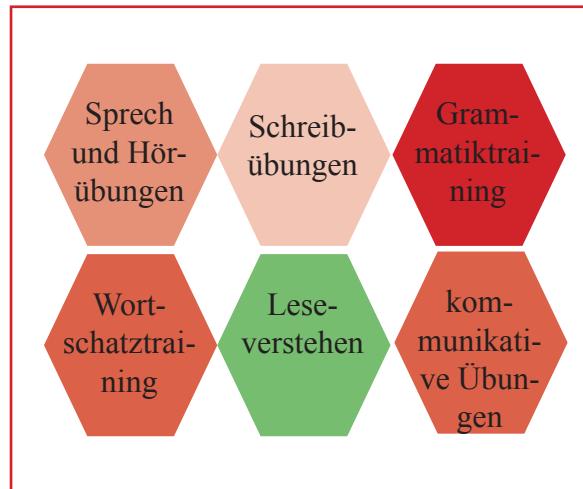 Sprech
und Hör-
übungen
Schreib-
übungen
Gram-
matiktrai-
ning
Wort-
schatztrai-
ning
Lese-
verstehen
kom-
munikati-
ve Übun-
gen